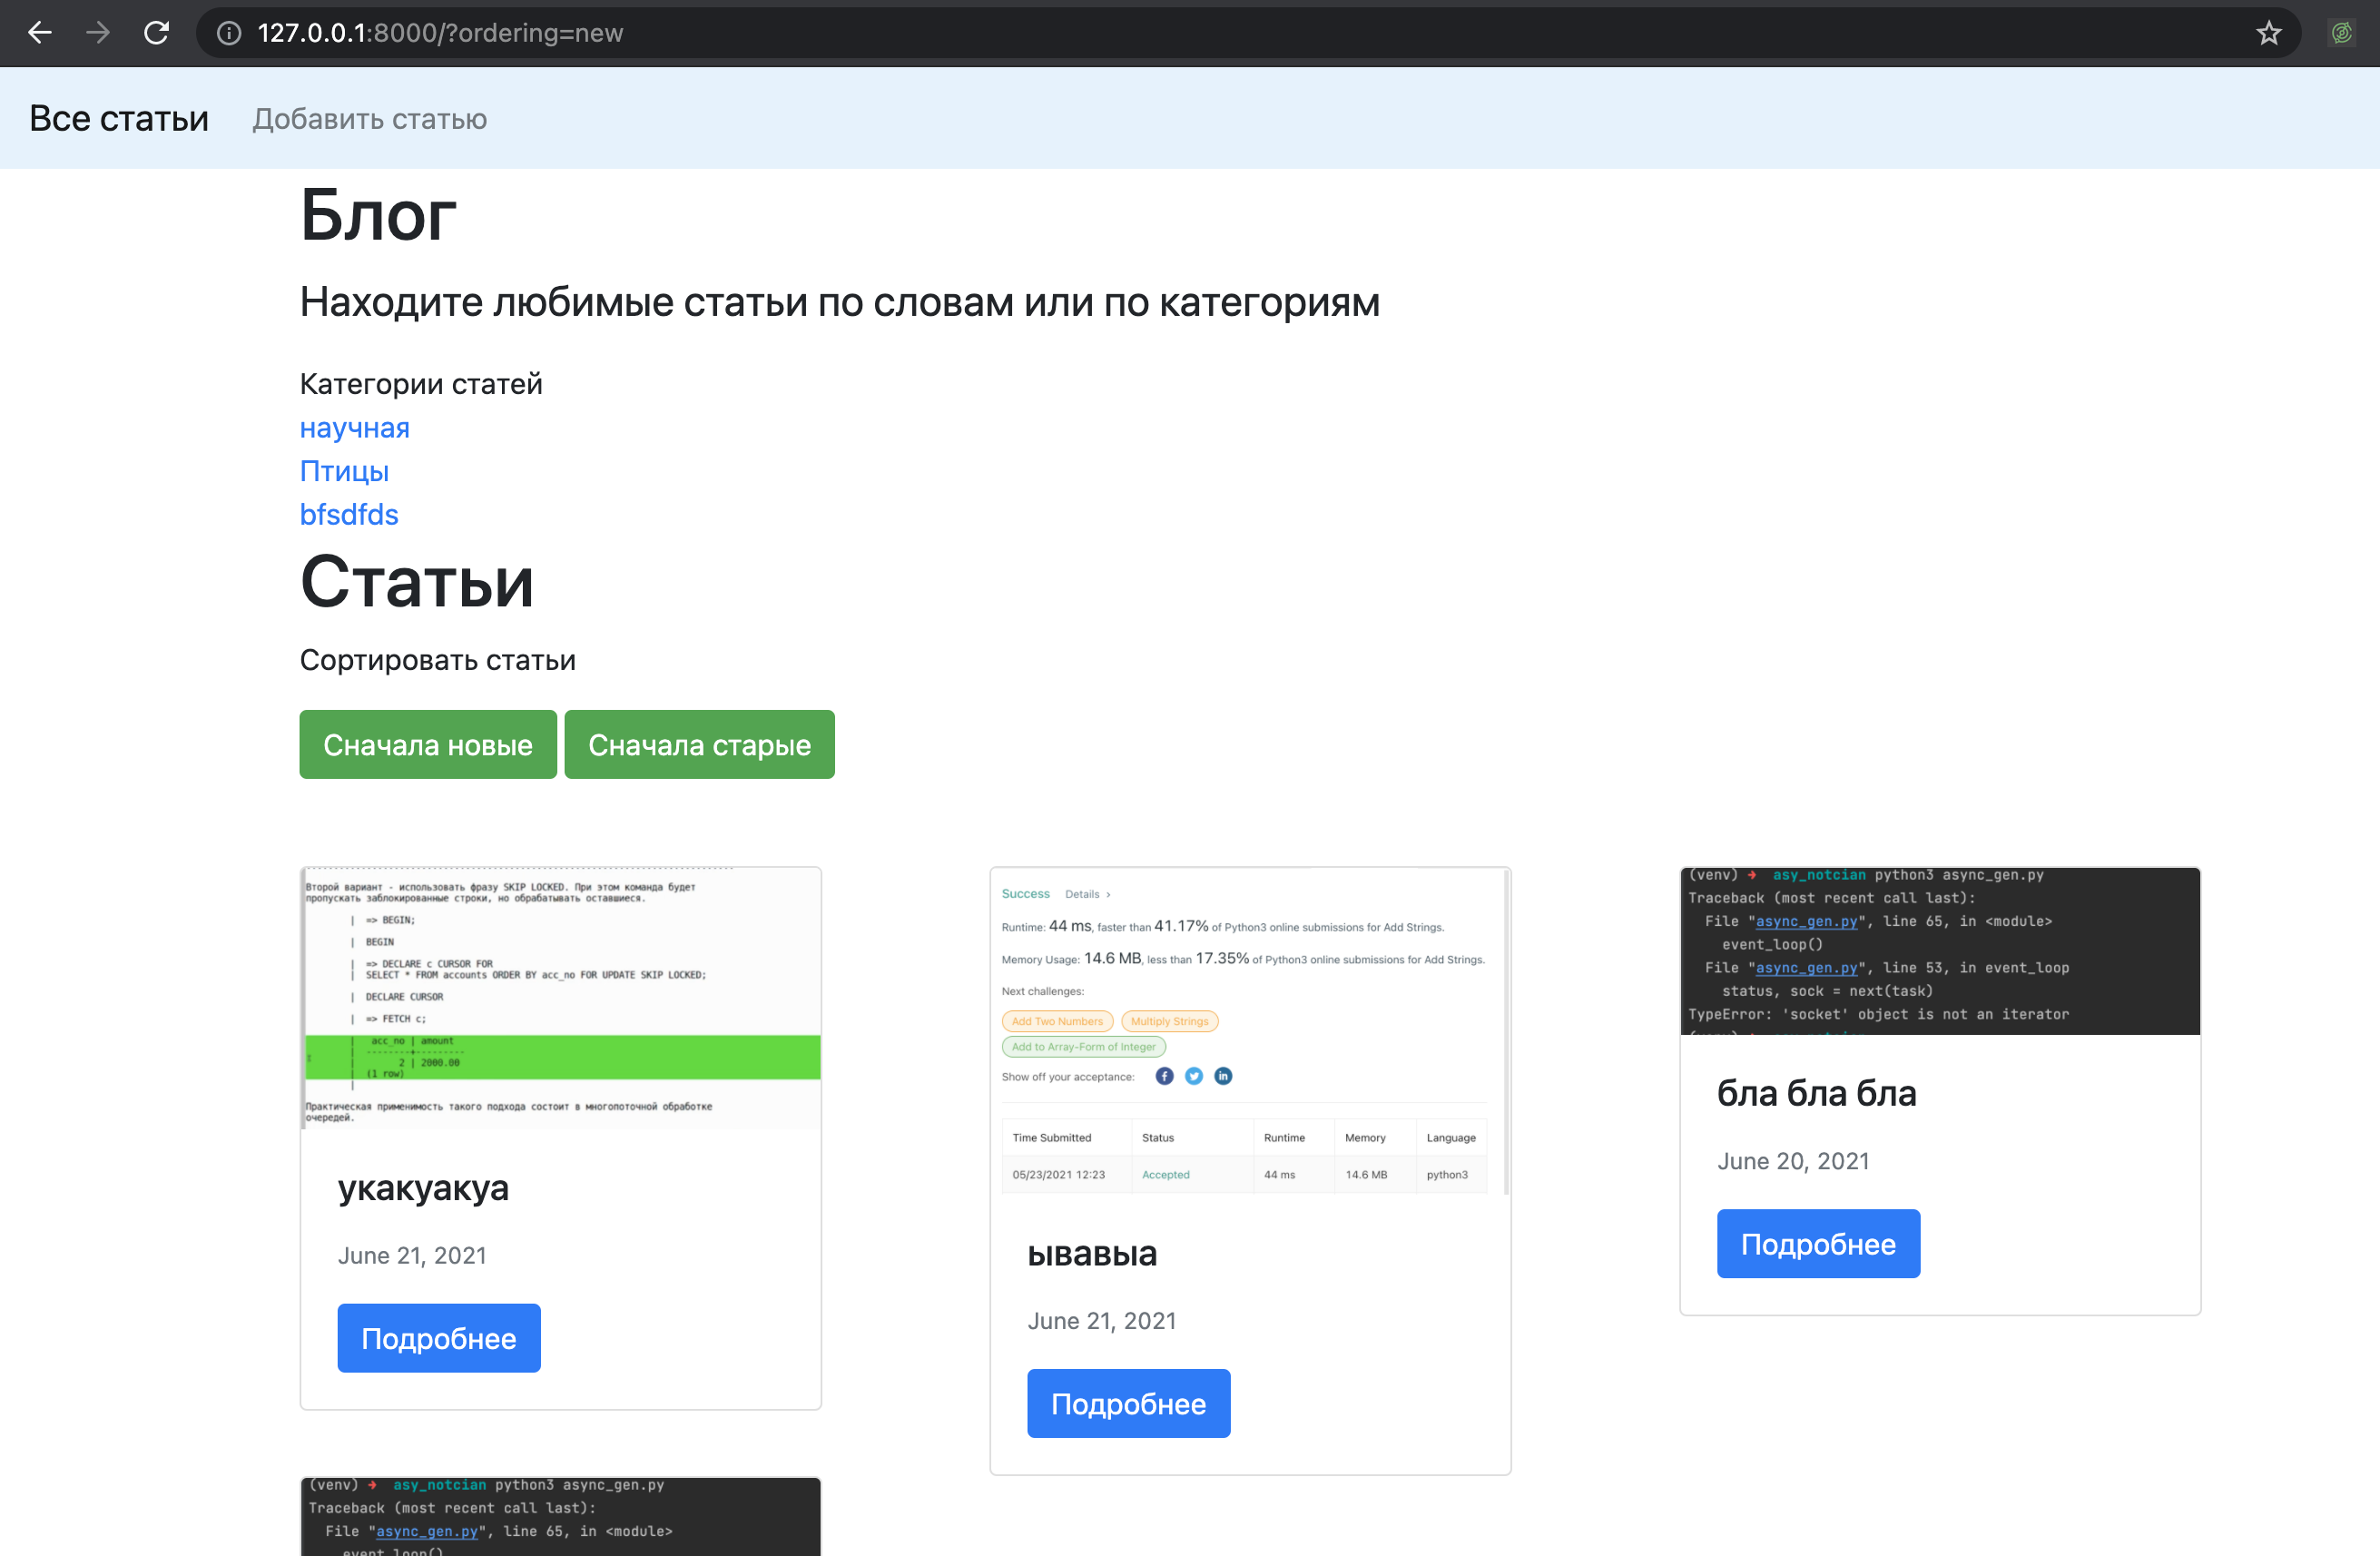 127.0.0.1:8000/?ordering=new
Все статьи
Добавить статью
Блог
Находите любимые статьи по словам или по категориям
Категории статей
научная
Птицы
bfsdfds
Статьи
Сортировать статьи
Сначала новые
Сначала старые
Второй вариант - использовать фразу SKIP LOCKED. При этом команда будет
пропускать заблокированные строки, но обрабатывать оставшиеся.
| => BEGIN;
| BEGIN
| => DECLARE c CURSOR FOR
| SELECT * FROM accounts ORDER BY acc_no FOR UPDATE SKIP LOCKED;
| DECLARE CURSOR
| => FETCH c;
| acc_no | amount
| --------+---------
| 2 | 2000.00
| (1 row)
|
Практическая применимость такого подхода состоит в многопоточной обработке
очередей.
укакуакуа
June 21, 2021
Подробнее
Success Details >
Runtime: 44 ms, faster than 41.17% of Python3 online submissions for Add Strings.
Memory Usage: 14.6 MB, less than 17.35% of Python3 online submissions for Add Strings.
Next challenges:
Add Two Numbers Multiply Strings
Add to Array-Form of Integer
Show off your acceptance:
Time Submitted Status Runtime Memory Language
05/23/2021 12:23 Accepted 44 ms 14.6 MB python3
ывавыа
June 21, 2021
Подробнее
(venv) → asy_notcian python3 async_gen.py
Traceback (most recent call last):
File "async_gen.py", line 65, in <module>
event_loop()
File "async_gen.py", line 53, in event_loop
status, sock = next(task)
TypeError: 'socket' object is not an iterator
бла бла бла
June 20, 2021
Подробнее
(venv) → asy_notcian python3 async_gen.py
Traceback (most recent call last):
File "async_gen.py", line 65, in <module>
event_loop()